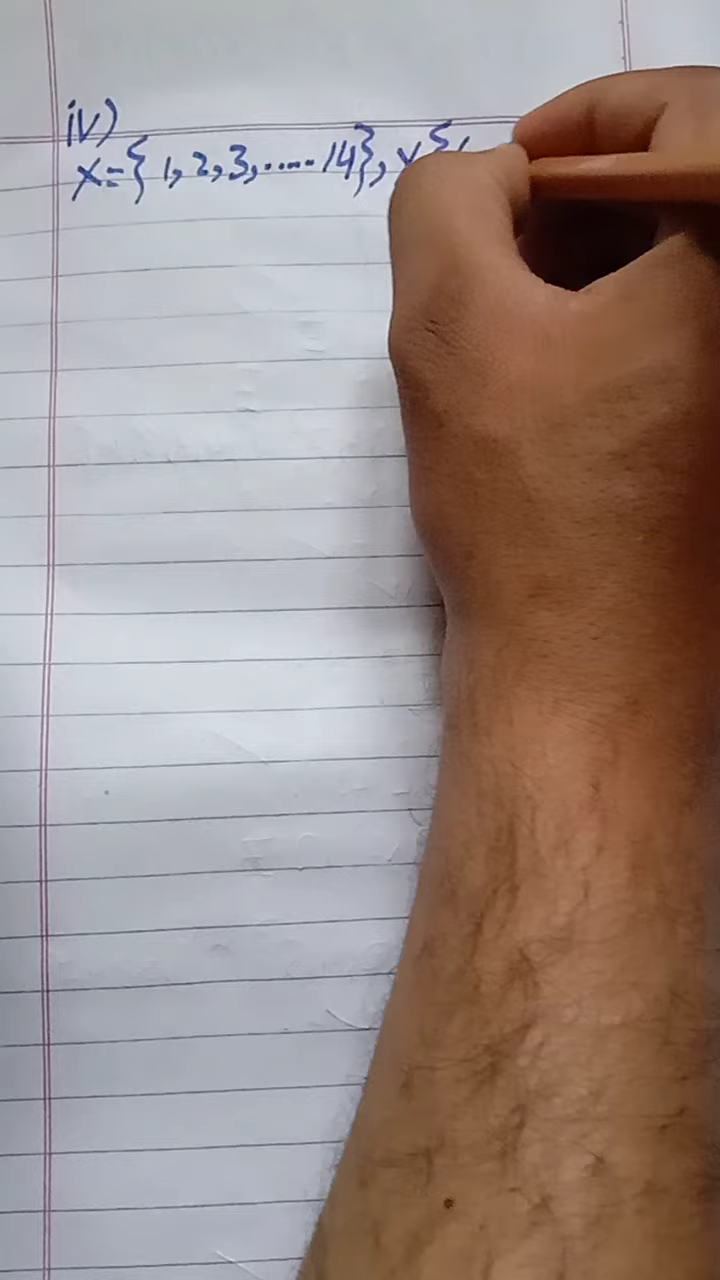 iv)
X={ 1,2,3,.....14}, Y{